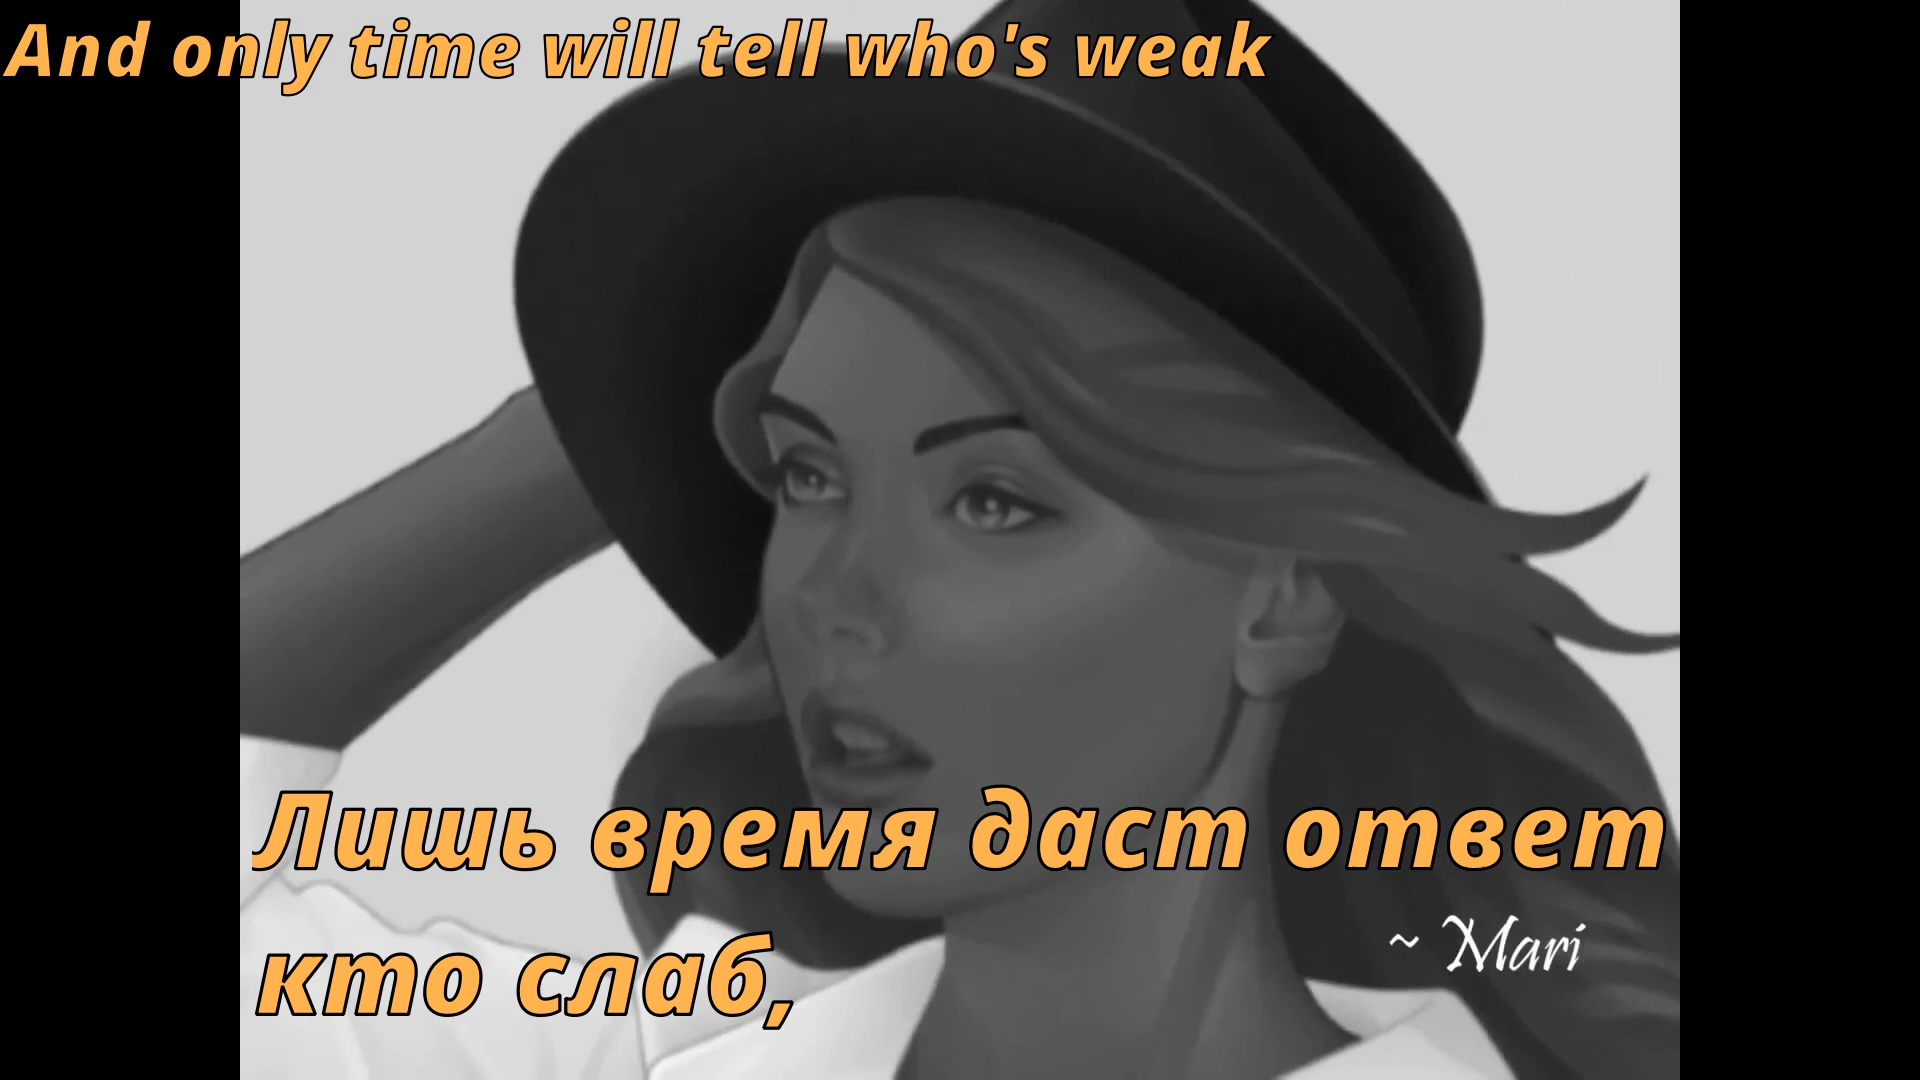 And only time will tell who's weak
Лишь время даст ответ
кто слаб,
~ Mari